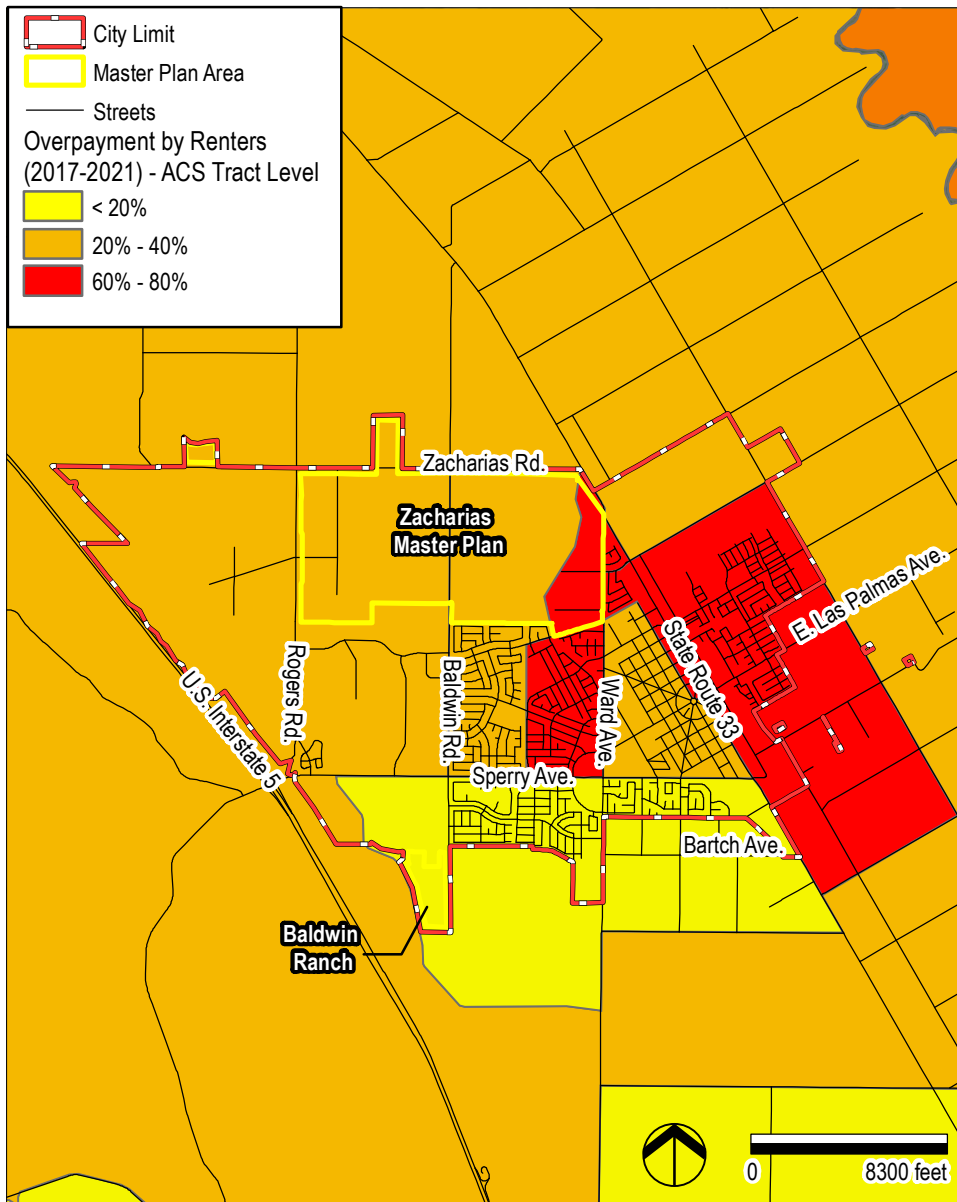 City Limit
Master Plan Area
Streets
Overpayment by Renters
(2017-2021) - ACS Tract Level
< 20%
20% - 40%
60% - 80%
Zacharias Rd.
Zacharias
Master Plan
E. Las Palmas Ave.
State Route 33
Rogers Rd.
Baldwin Rd.
Ward Ave.
U.S. Interstate 5
Sperry Ave.
Bartch Ave.
Baldwin
Ranch
0
8300 feet